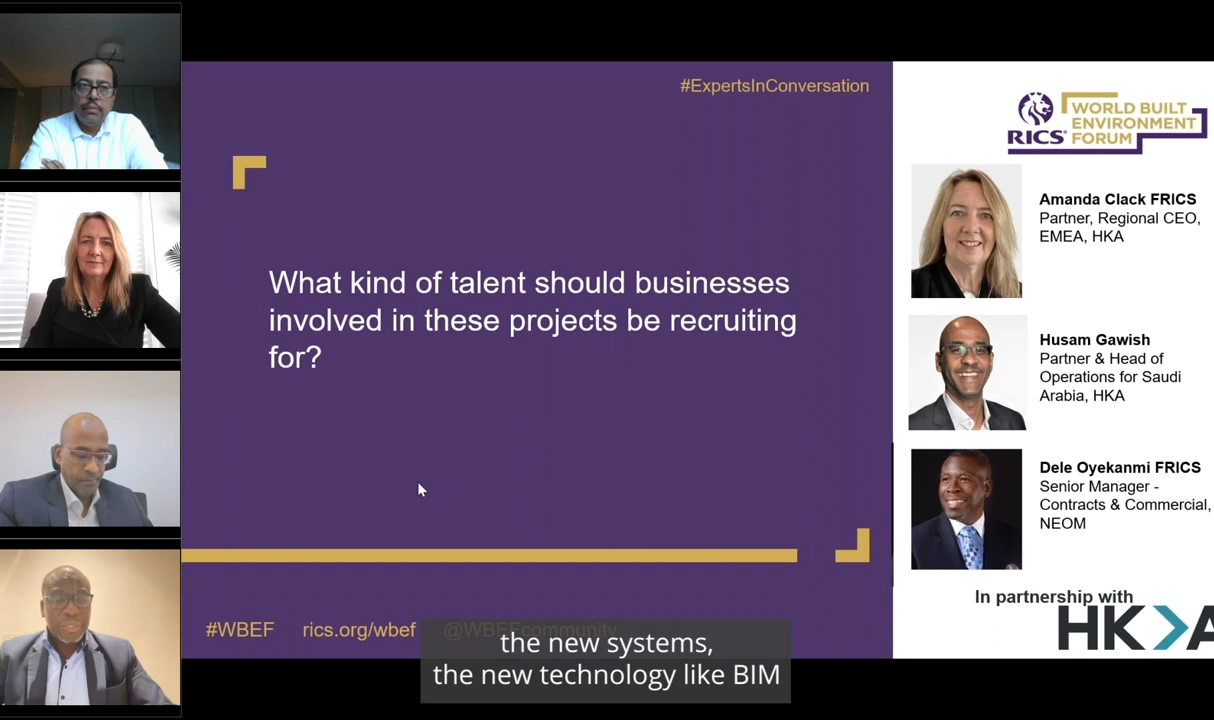 #ExpertsInConversation
What kind of talent should businesses
involved in these projects be recruiting
for?
#WBEF rics.org/wbef @WBEFcommunity
the new systems,
the new technology like BIM
RICS®
WORLD BUILT
ENVIRONMENT
FORUM
Amanda Clack FRICS
Partner, Regional CEO,
EMEA, HKA
Husam Gawish
Partner & Head of
Operations for Saudi
Arabia, HKA
Dele Oyekanmi FRICS
Senior Manager -
Contracts & Commercial,
NEOM
In partnership with
HKA